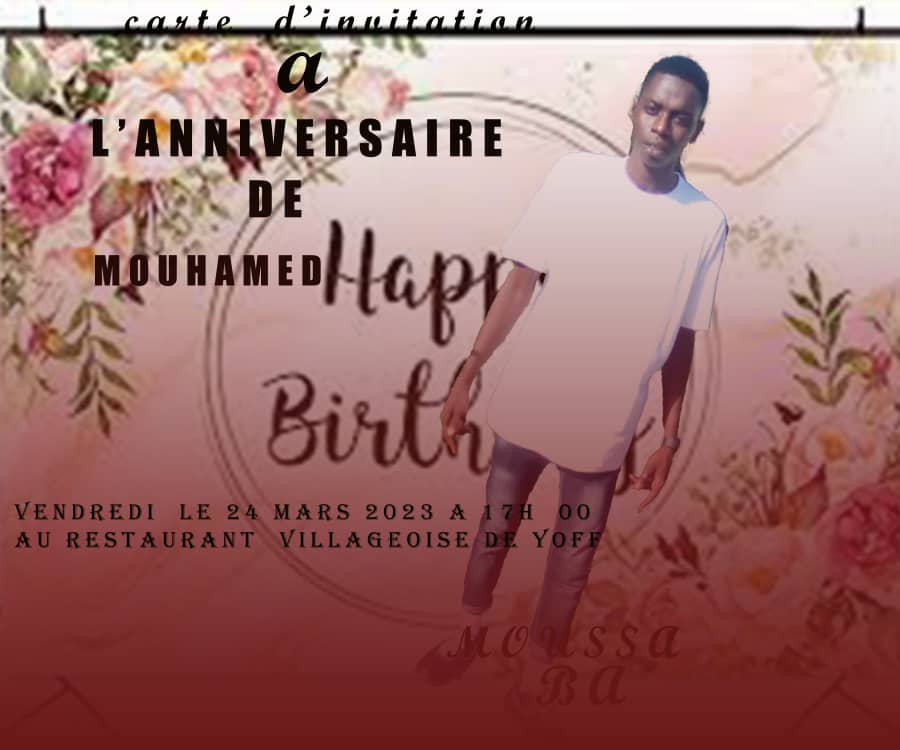 carte d'invitation
a
L'ANNIVERSAIRE
DE
MOUHAMED
Happ
Birth y
VENDREDI LE 24 MARS 2023 A 17H 00
AU RESTAURANT VILLAGEOISE DE YOFF
MOUSSA
BA